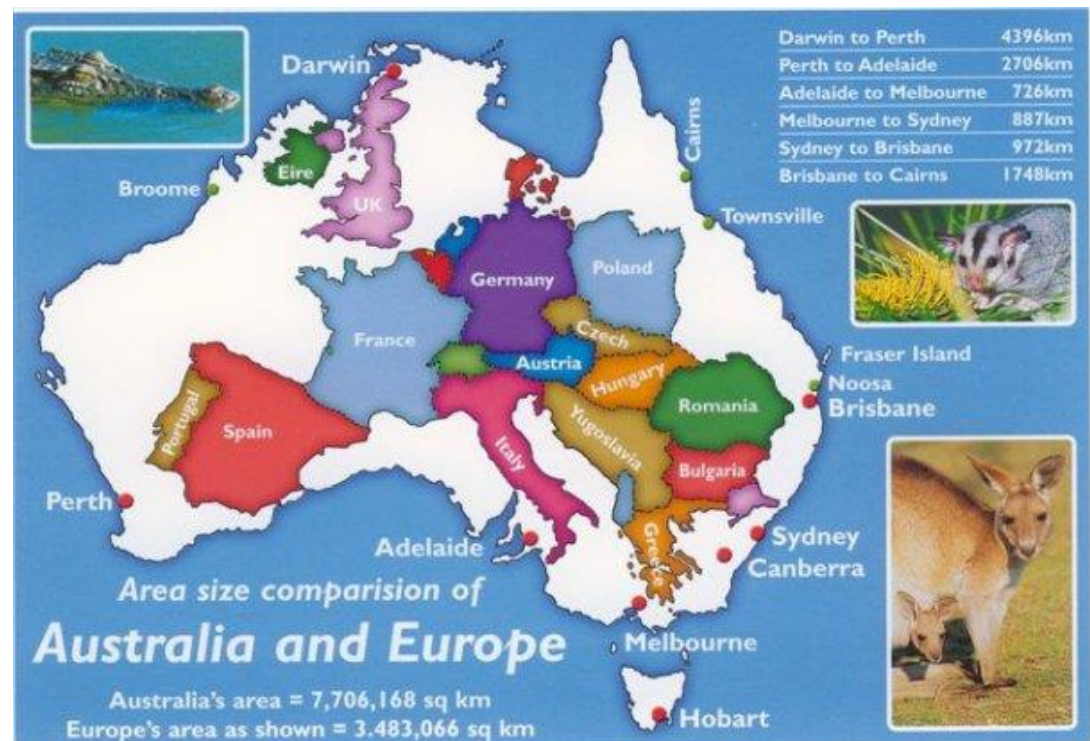 Darwin to Perth 4396km
Perth to Adelaide 2706km
Adelaide to Melbourne 726km
Melbourne to Sydney 887km
Sydney to Brisbane 972km
Brisbane to Cairns 1748km
Darwin
Cairns
Eire
Broome
UK
Townsville
Germany
Poland
France
Czech
Austria
Fraser Island
Hungary
Noosa
Portugal
Romania
Brisbane
Spain
Yugoslavia
Italy
Bulgaria
Perth
Greece
Sydney
Adelaide
Canberra
Area size comparision of
Australia and Europe
Melbourne
Australia's area = 7,706,168 sq km
Europe's area as shown = 3.483,066 sq km
Hobart